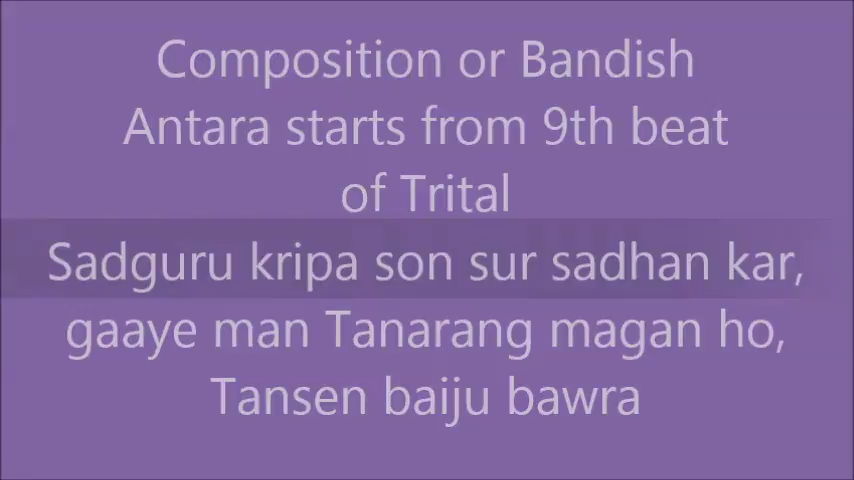 Composition or Bandish
Antara starts from 9th beat
of Trital
Sadguru kripa son sur sadhan kar,
gaaye man Tanarang magan ho,
Tansen baiju bawra